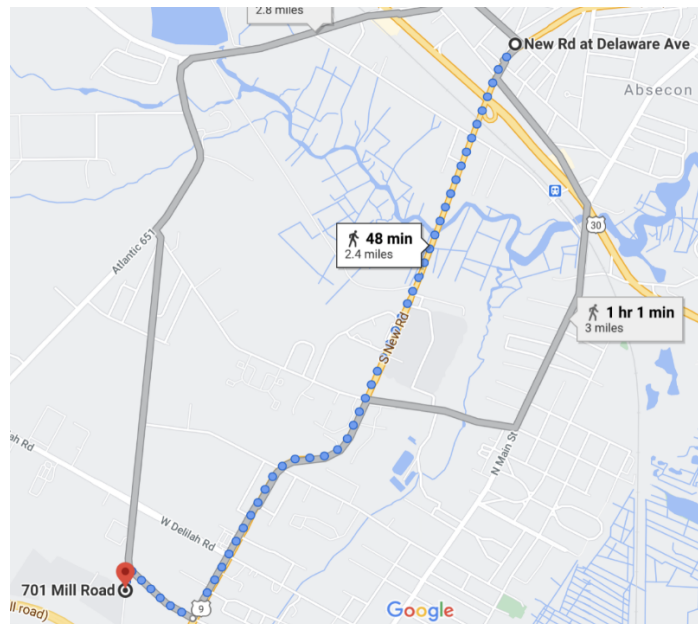 2.8 miles
New Rd at Delaware Ave
Absecon
30
48 min
2.4 miles
Atlantic 651
1 hr 1 min
3 miles
S New Rd
N Main St
lah Rd
W Delilah Rd
701 Mill Road
9
ll road)
Google